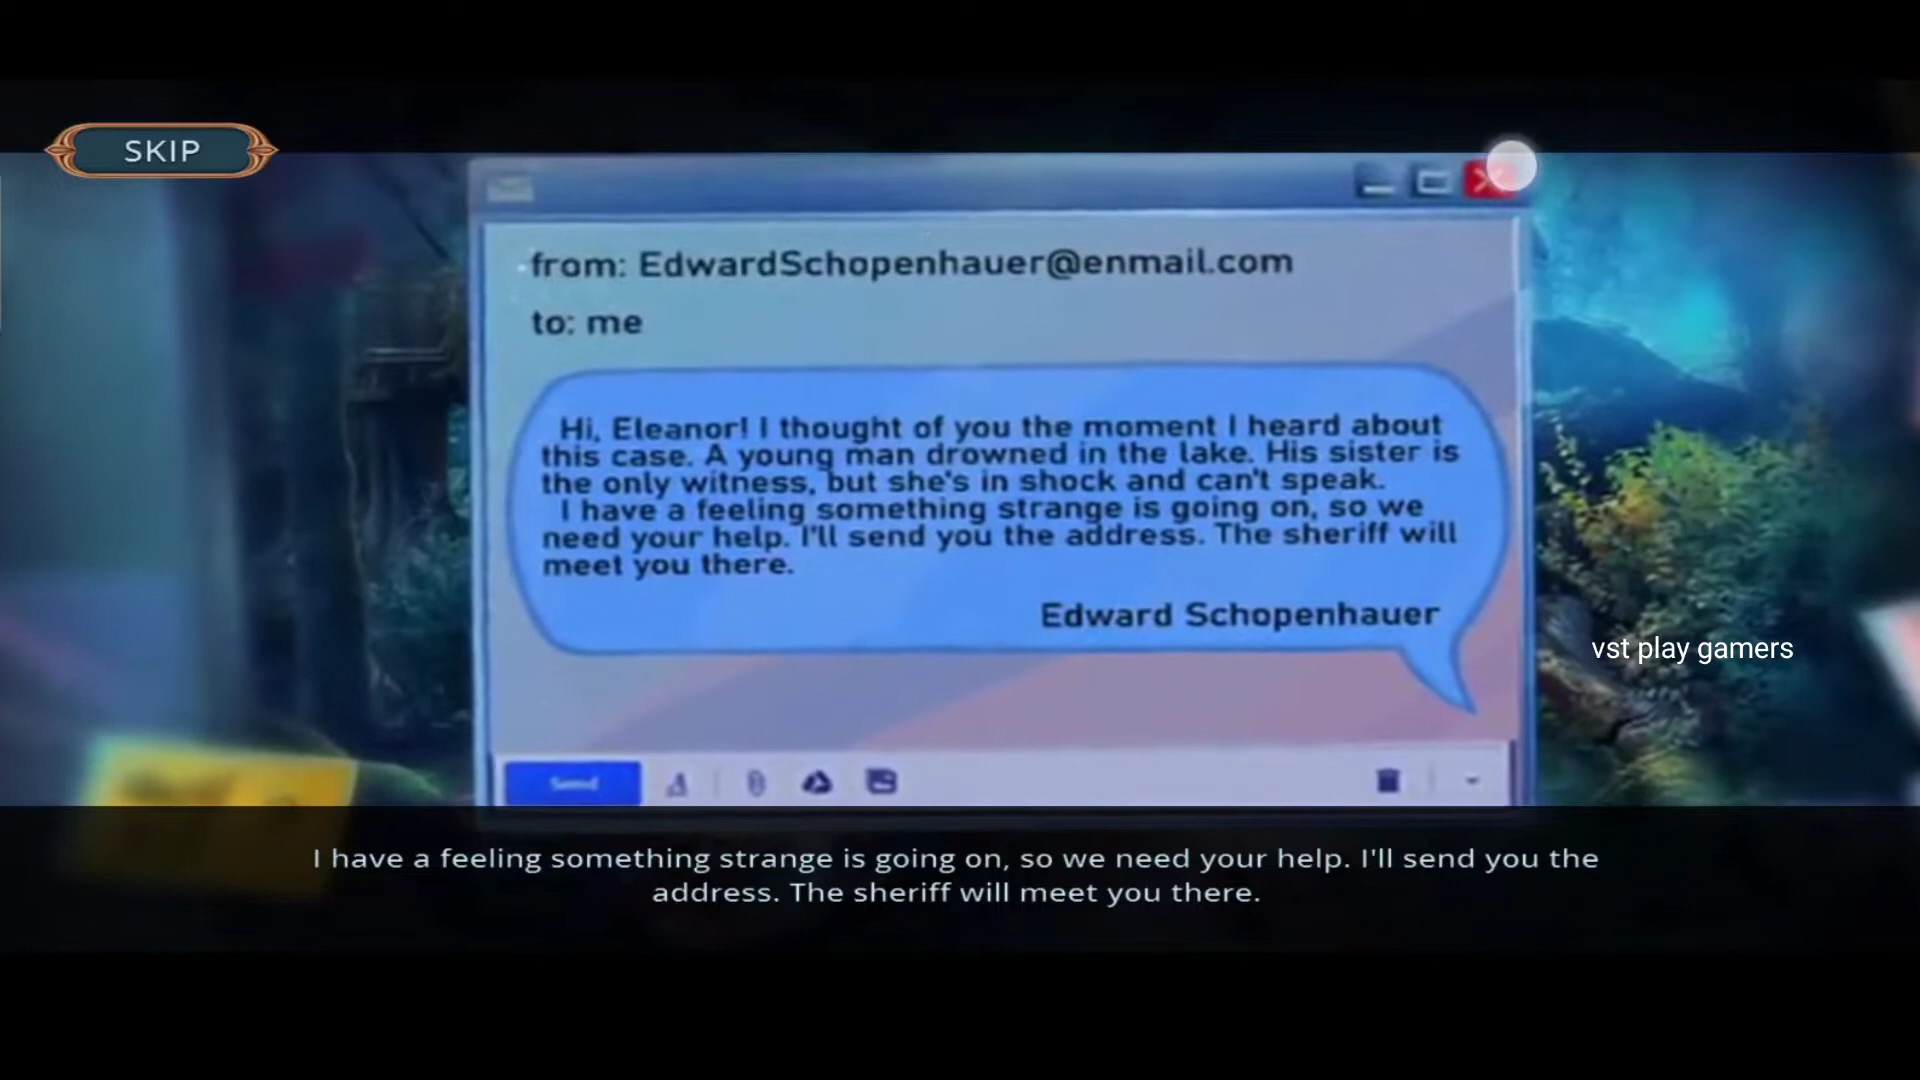 SKIP
from: EdwardSchopenhauer@enmail.com
to: me
Hi, Eleanor! I thought of you the moment I heard about
this case. A young man drowned in the lake. His sister is
the only witness, but she's in shock and can't speak.
I have a feeling something strange is going on, so we
need your help. I'll send you the address. The sheriff will
meet you there.
Edward Schopenhauer
vst play gamers
Send
I have a feeling something strange is going on, so we need your help. I'll send you the
address. The sheriff will meet you there.